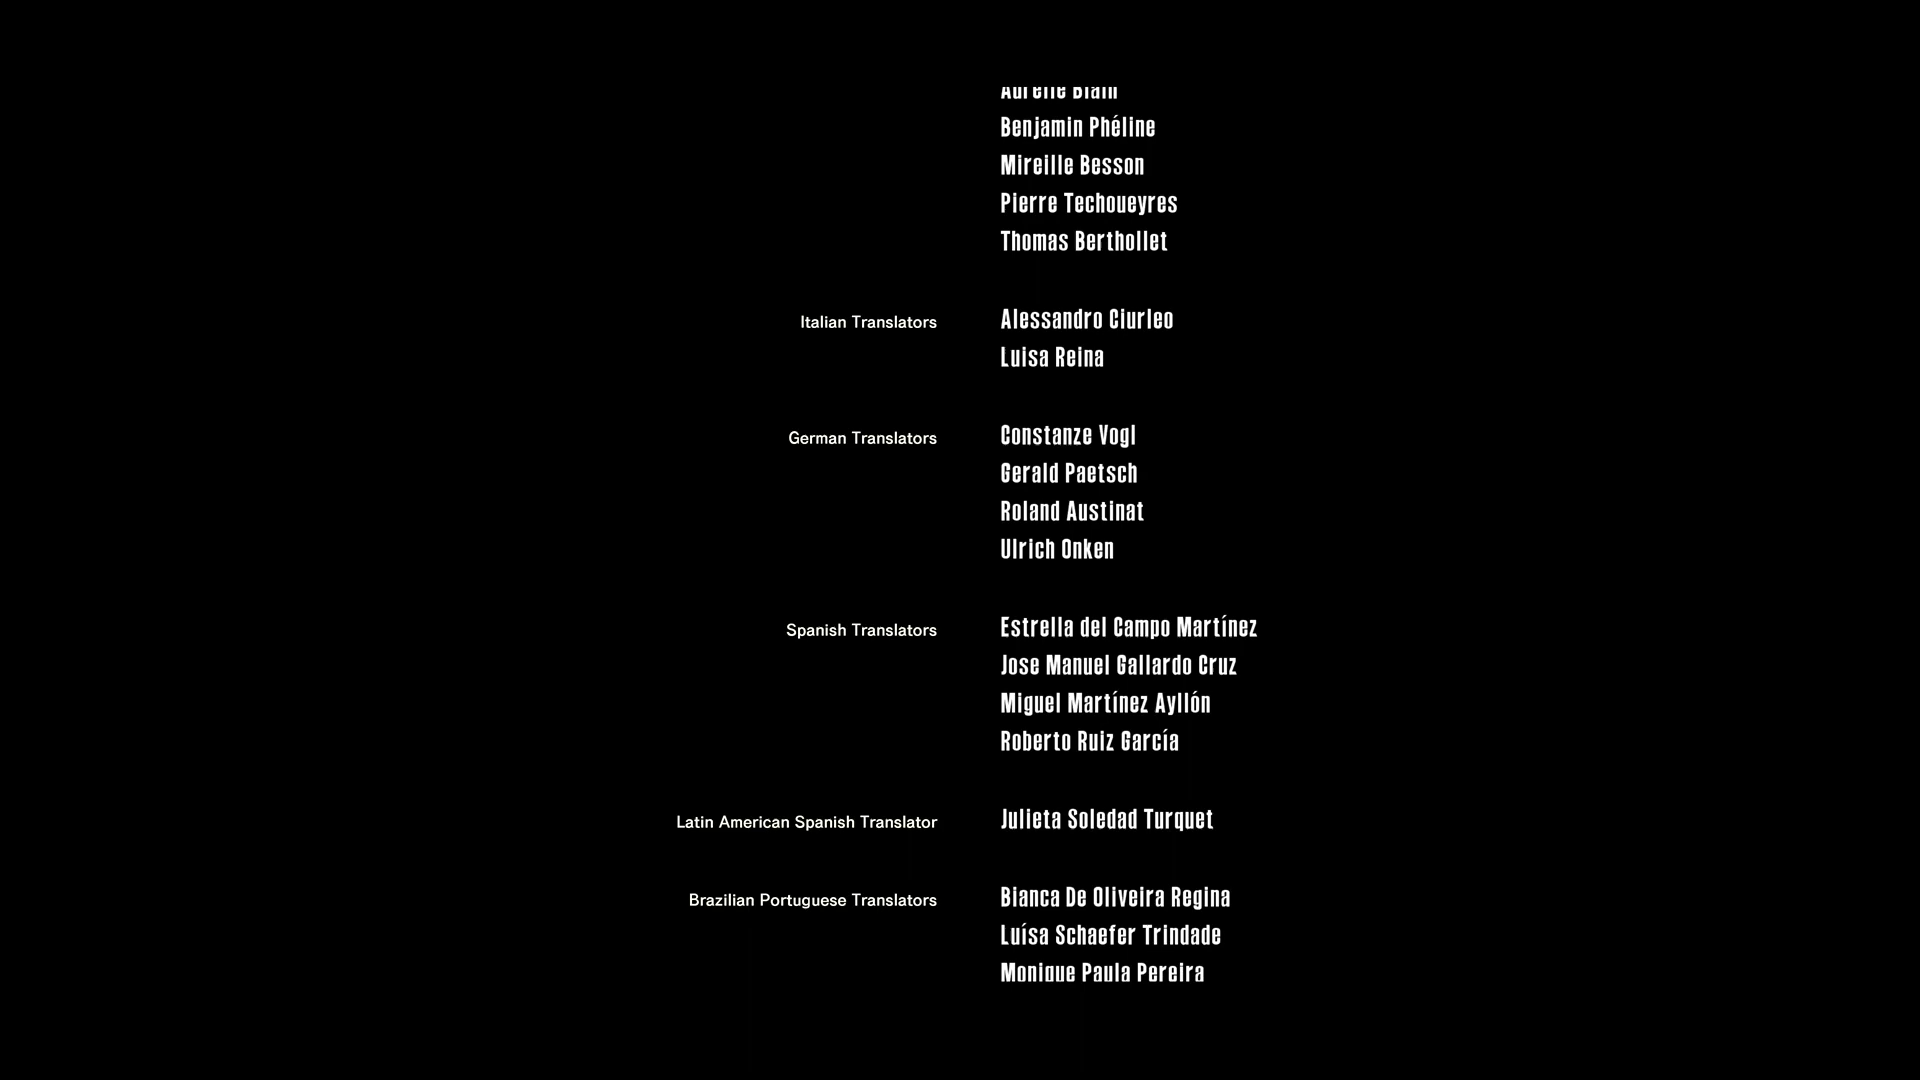 Aurélie Blain
Benjamin Phéline
Mireille Besson
Pierre Techoueyres
Thomas Berthollet
Italian Translators Alessandro Ciurleo
Luisa Reina
German Translators Constanze Vogl
Gerald Paetsch
Roland Austinat
Ulrich Onken
Spanish Translators Estrella del Campo Martínez
Jose Manuel Gallardo Cruz
Miguel Martínez Ayllón
Roberto Ruiz García
Latin American Spanish Translator Julieta Soledad Turquet
Brazilian Portuguese Translators Bianca De Oliveira Regina
Luísa Schaefer Trindade
Monique Paula Pereira